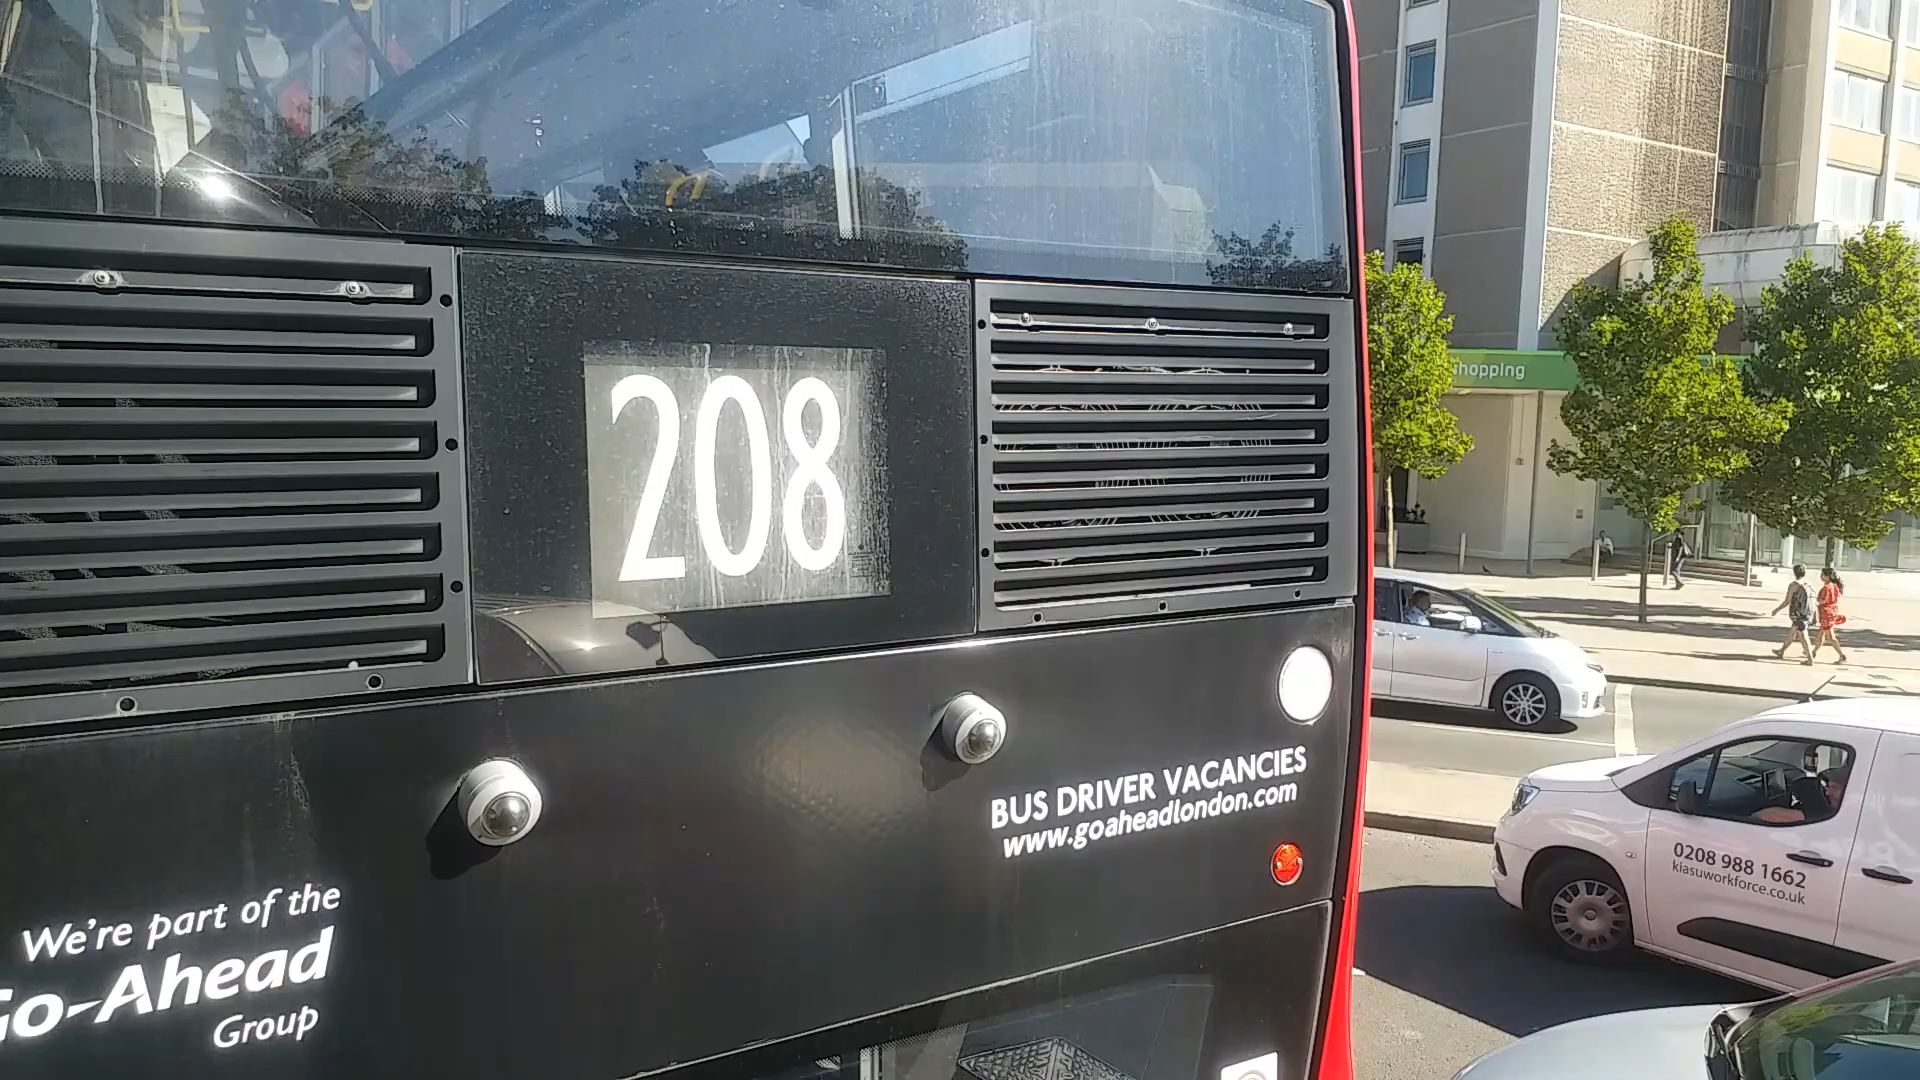 208
hopping
BUS DRIVER VACANCIES
www.goaheadlondon.com
0208 988 1662
kiasuworkforce.co.uk
We're part of the
Go-Ahead
Group